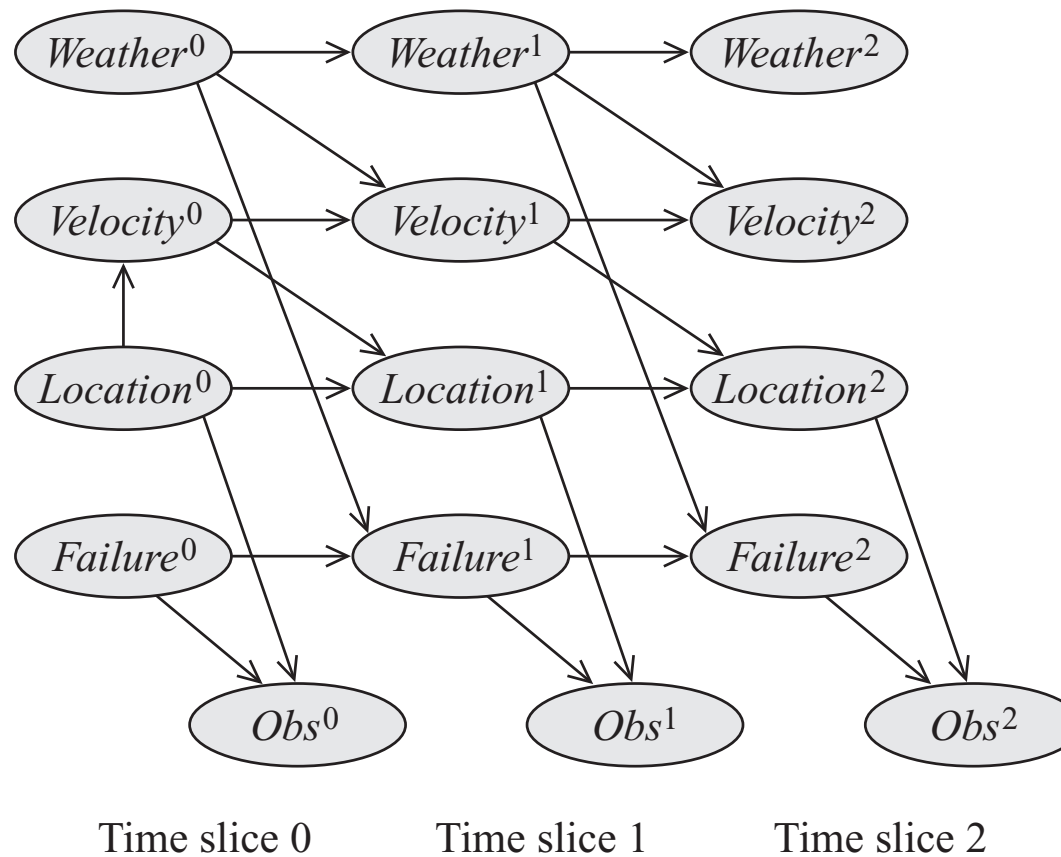 Weather⁰ Weather¹ Weather²
Velocity⁰ Velocity¹ Velocity²
Location⁰ Location¹ Location²
Failure⁰ Failure¹ Failure²
Obs⁰ Obs¹ Obs²
Time slice 0 Time slice 1 Time slice 2